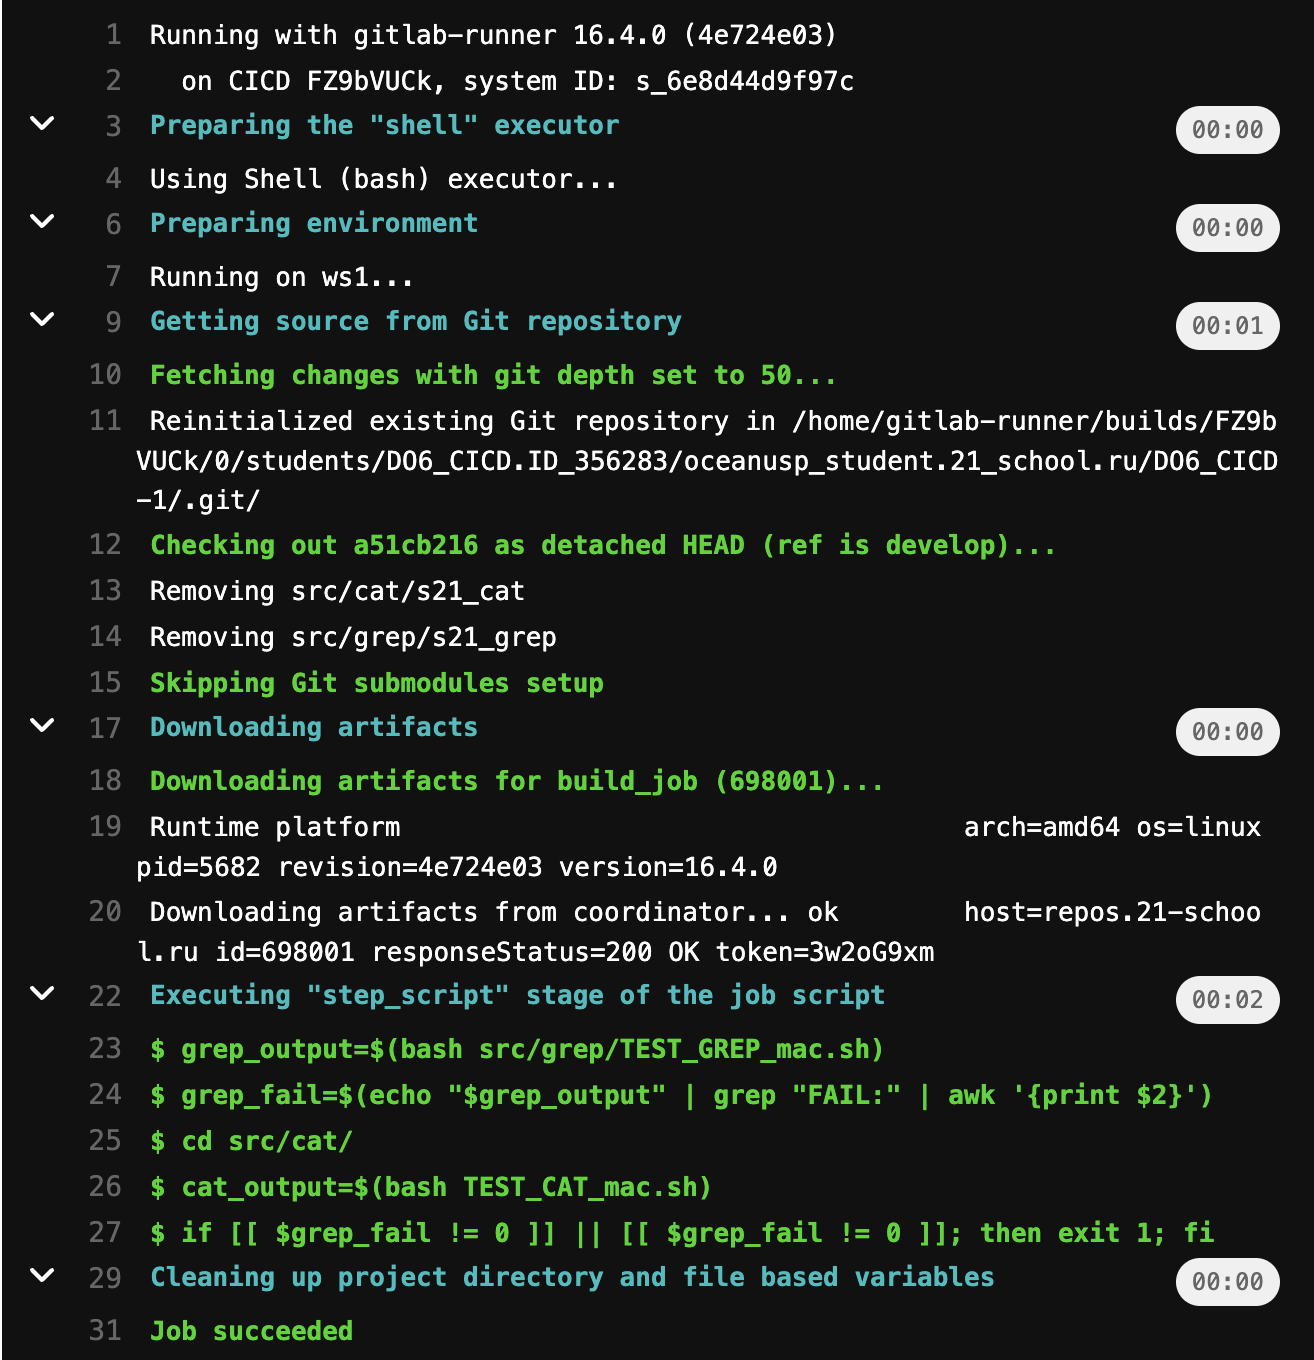 1 Running with gitlab-runner 16.4.0 (4e724e03)
2 on CICD FZ9bVUCk, system ID: s_6e8d44d9f97c
3 Preparing the "shell" executor 00:00
4 Using Shell (bash) executor...
6 Preparing environment 00:00
7 Running on ws1...
9 Getting source from Git repository 00:01
10 Fetching changes with git depth set to 50...
11 Reinitialized existing Git repository in /home/gitlab-runner/builds/FZ9b
VUCk/0/students/DO6_CICD.ID_356283/oceanusp_student.21_school.ru/DO6_CICD
-1/.git/
12 Checking out a51cb216 as detached HEAD (ref is develop)...
13 Removing src/cat/s21_cat
14 Removing src/grep/s21_grep
15 Skipping Git submodules setup
17 Downloading artifacts 00:00
18 Downloading artifacts for build_job (698001)...
19 Runtime platform arch=amd64 os=linux
pid=5682 revision=4e724e03 version=16.4.0
20 Downloading artifacts from coordinator... ok host=repos.21-schoo
l.ru id=698001 responseStatus=200 OK token=3w2oG9xm
22 Executing "step_script" stage of the job script 00:02
23 $ grep_output=$(bash src/grep/TEST_GREP_mac.sh)
24 $ grep_fail=$(echo "$grep_output" | grep "FAIL:" | awk '{print $2}')
25 $ cd src/cat/
26 $ cat_output=$(bash TEST_CAT_mac.sh)
27 $ if [[ $grep_fail != 0 ]] || [[ $grep_fail != 0 ]]; then exit 1; fi
29 Cleaning up project directory and file based variables 00:00
31 Job succeeded